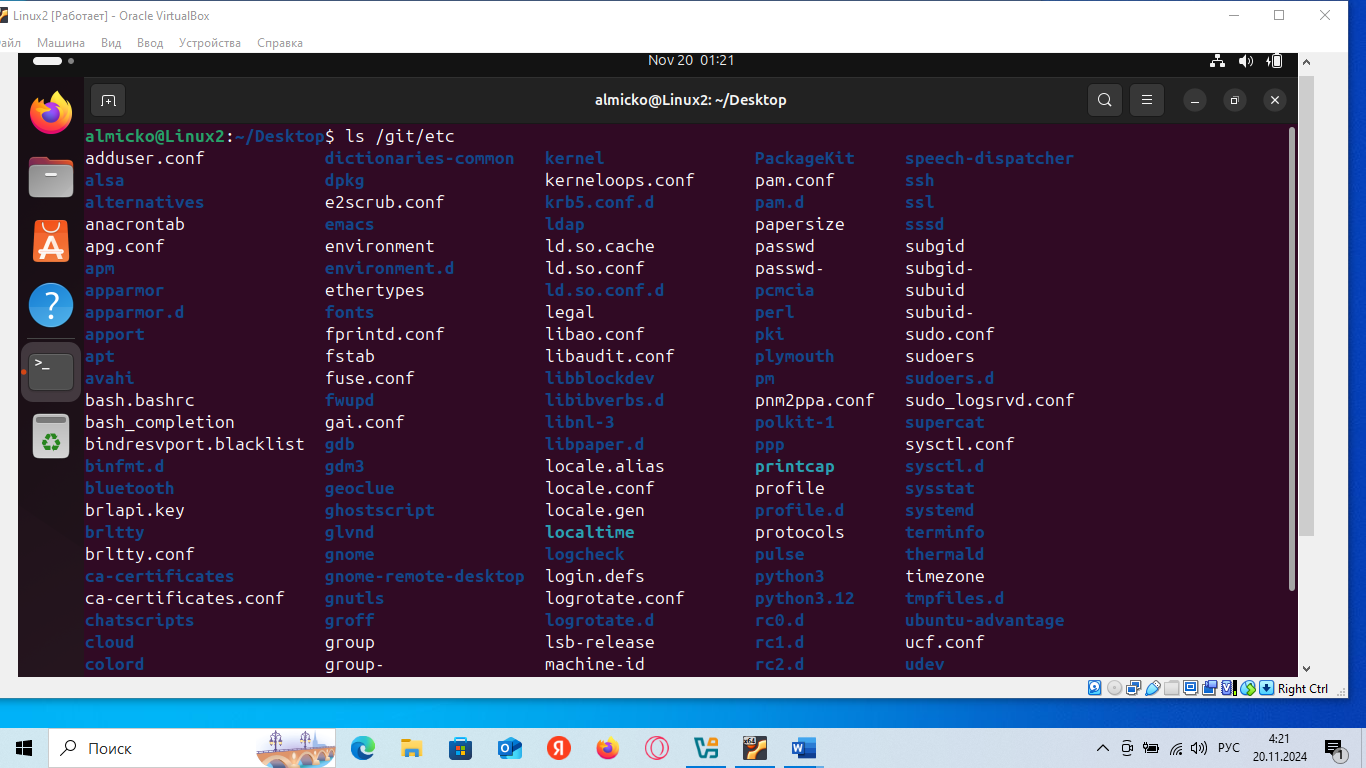 Linux2 [Работает] - Oracle VirtualBox
айл Машина Вид Ввод Устройства Справка
Nov 20 01:21
almicko@Linux2: ~/Desktop
almicko@Linux2:~/Desktop$ ls /git/etc
adduser.conf dictionaries-common kernel PackageKit speech-dispatcher
alsa dpkg kerneloops.conf pam.conf ssh
alternatives e2scrub.conf krb5.conf.d pam.d ssl
anacrontab emacs ldap papersize sssd
apg.conf environment ld.so.cache passwd subgid
apm environment.d ld.so.conf passwd- subgid-
apparmor ethertypes ld.so.conf.d pcmcia subuid
apparmor.d fonts legal perl subuid-
apport fprintd.conf libao.conf pki sudo.conf
apt fstab libaudit.conf plymouth sudoers
avahi fuse.conf libblockdev pm sudoers.d
bash.bashrc fwupd libibverbs.d pnm2ppa.conf sudo_logsrvd.conf
bash_completion gai.conf libnl-3 polkit-1 supercat
bindresvport.blacklist gdb libpaper.d ppp sysctl.conf
binfmt.d gdm3 locale.alias printcap sysctl.d
bluetooth geoclue locale.conf profile sysstat
brlapi.key ghostscript locale.gen profile.d systemd
brltty glvnd localtime protocols terminfo
brltty.conf gnome logcheck pulse thermald
ca-certificates gnome-remote-desktop login.defs python3 timezone
ca-certificates.conf gnutls logrotate.conf python3.12 tmpfiles.d
chatscripts groff logrotate.d rc0.d ubuntu-advantage
cloud group lsb-release rc1.d ucf.conf
colord group- machine-id rc2.d udev
Right Ctrl
Поиск
РУС
4:21
20.11.2024
1